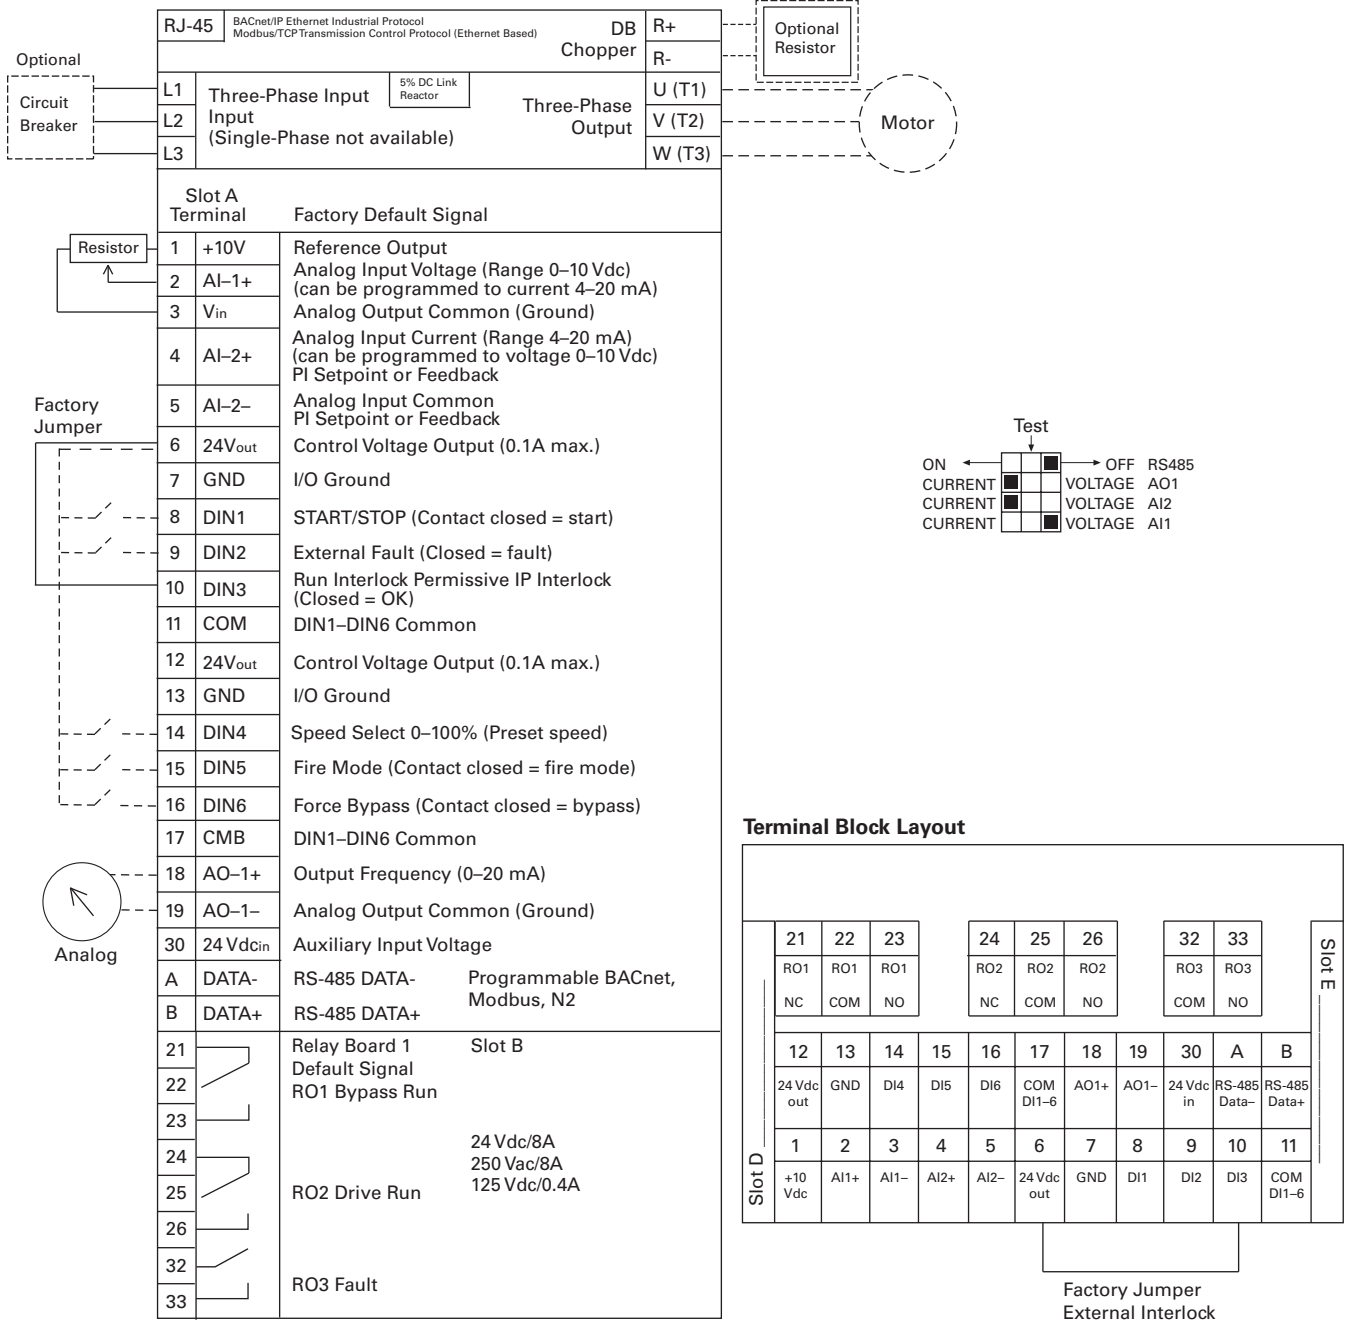 RJ-45
BACnet/IP Ethernet Industrial Protocol
Modbus/TCP Transmission Control Protocol (Ethernet Based)
DB
Chopper
R+
R-
Optional
Resistor
Optional
Circuit
Breaker
L1
L2
L3
Three-Phase Input
Input
(Single-Phase not available)
5% DC Link
Reactor
Three-Phase
Output
U (T1)
V (T2)
W (T3)
Motor
Slot A
Terminal
Factory Default Signal
Resistor
1 +10V Reference Output
2 AI–1+ Analog Input Voltage (Range 0–10 Vdc)
(can be programmed to current 4–20 mA)
3 Vin Analog Output Common (Ground)
4 AI–2+ Analog Input Current (Range 4–20 mA)
(can be programmed to voltage 0–10 Vdc)
PI Setpoint or Feedback
5 AI–2– Analog Input Common
PI Setpoint or Feedback
Factory
Jumper
6 24Vout Control Voltage Output (0.1A max.)
7 GND I/O Ground
8 DIN1 START/STOP (Contact closed = start)
9 DIN2 External Fault (Closed = fault)
10 DIN3 Run Interlock Permissive IP Interlock
(Closed = OK)
11 COM DIN1–DIN6 Common
12 24Vout Control Voltage Output (0.1A max.)
13 GND I/O Ground
14 DIN4 Speed Select 0–100% (Preset speed)
15 DIN5 Fire Mode (Contact closed = fire mode)
16 DIN6 Force Bypass (Contact closed = bypass)
17 CMB DIN1–DIN6 Common
18 AO–1+ Output Frequency (0–20 mA)
19 AO–1– Analog Output Common (Ground)
Analog
30 24 Vdcin Auxiliary Input Voltage
A DATA- RS-485 DATA-
B DATA+ RS-485 DATA+
Programmable BACnet,
Modbus, N2
21
22
23
24
25
26
32
33
Relay Board 1
Default Signal
RO1 Bypass Run
Slot B
24 Vdc/8A
250 Vac/8A
125 Vdc/0.4A
RO2 Drive Run
RO3 Fault
Test
ON OFF RS485
CURRENT VOLTAGE AO1
CURRENT VOLTAGE AI2
CURRENT VOLTAGE AI1
Terminal Block Layout
Slot D
Slot E
21 22 23 24 25 26 32 33
RO1 RO1 RO1 RO2 RO2 RO2 RO3 RO3
NC COM NO NC COM NO COM NO
12 13 14 15 16 17 18 19 30 A B
24 Vdc GND DI4 DI5 DI6 COM AO1+ AO1– 24 Vdc RS-485 RS-485
out DI1–6 in Data– Data+
1 2 3 4 5 6 7 8 9 10 11
+10 AI1+ AI1– AI2+ AI2– 24 Vdc GND DI1 DI2 DI3 COM
Vdc out DI1–6
Factory Jumper
External Interlock